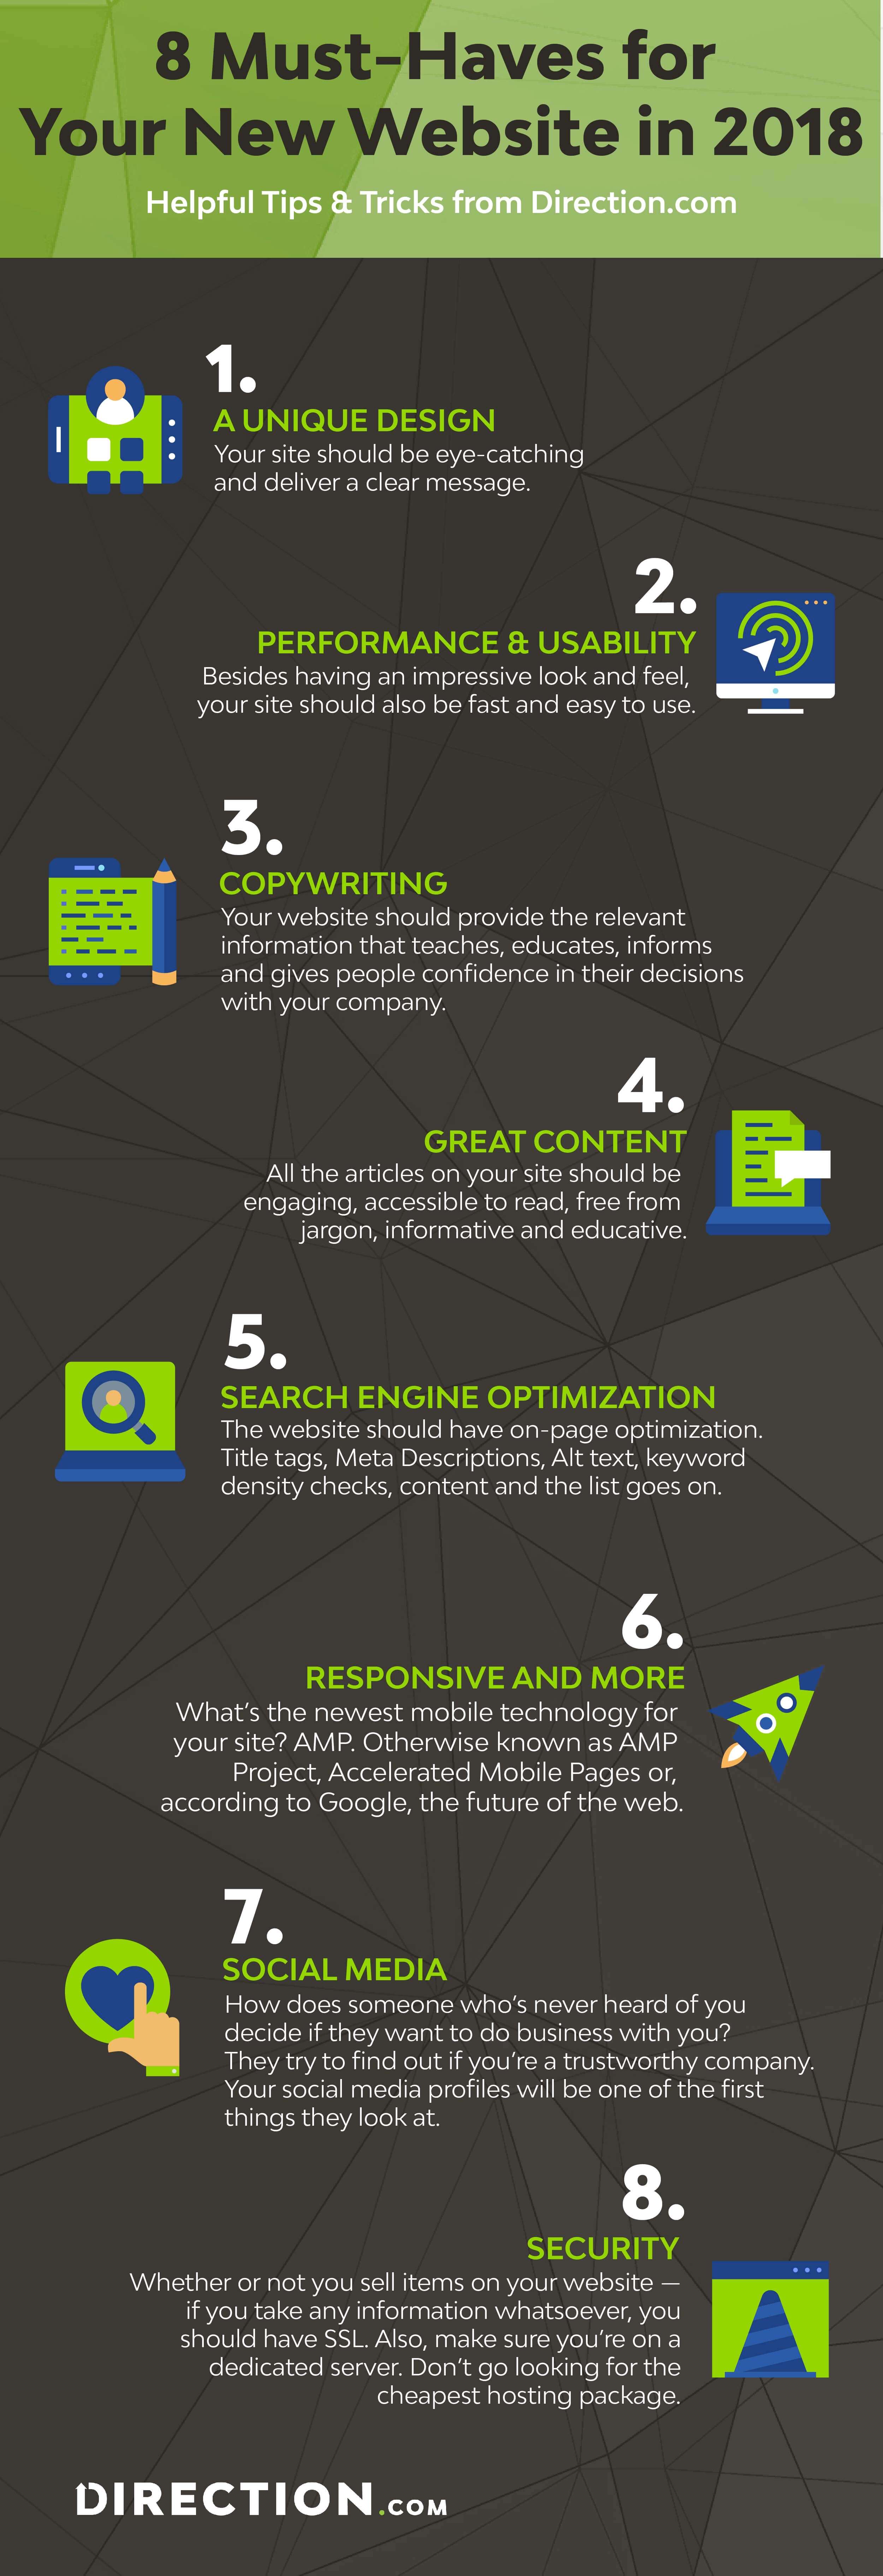 8 Must-Haves for
Your New Website in 2018
Helpful Tips & Tricks from Direction.com
1.
A UNIQUE DESIGN
Your site should be eye-catching
and deliver a clear message.
2.
PERFORMANCE & USABILITY
Besides having an impressive look and feel,
your site should also be fast and easy to use.
3.
COPYWRITING
Your website should provide the relevant
information that teaches, educates, informs
and gives people confidence in their decisions
with your company.
4.
GREAT CONTENT
All the articles on your site should be
engaging, accessible to read, free from
jargon, informative and educative.
5.
SEARCH ENGINE OPTIMIZATION
The website should have on-page optimization.
Title tags, Meta Descriptions, Alt text, keyword
density checks, content and the list goes on.
6.
RESPONSIVE AND MORE
What's the newest mobile technology for
your site? AMP. Otherwise known as AMP
Project, Accelerated Mobile Pages or,
according to Google, the future of the web.
7.
SOCIAL MEDIA
How does someone who's never heard of you
decide if they want to do business with you?
They try to find out if you're a trustworthy company.
Your social media profiles will be one of the first
things they look at.
8.
SECURITY
Whether or not you sell items on your website —
if you take any information whatsoever, you
should have SSL. Also, make sure you're on a
dedicated server. Don't go looking for the
cheapest hosting package.
DIRECTION.COM